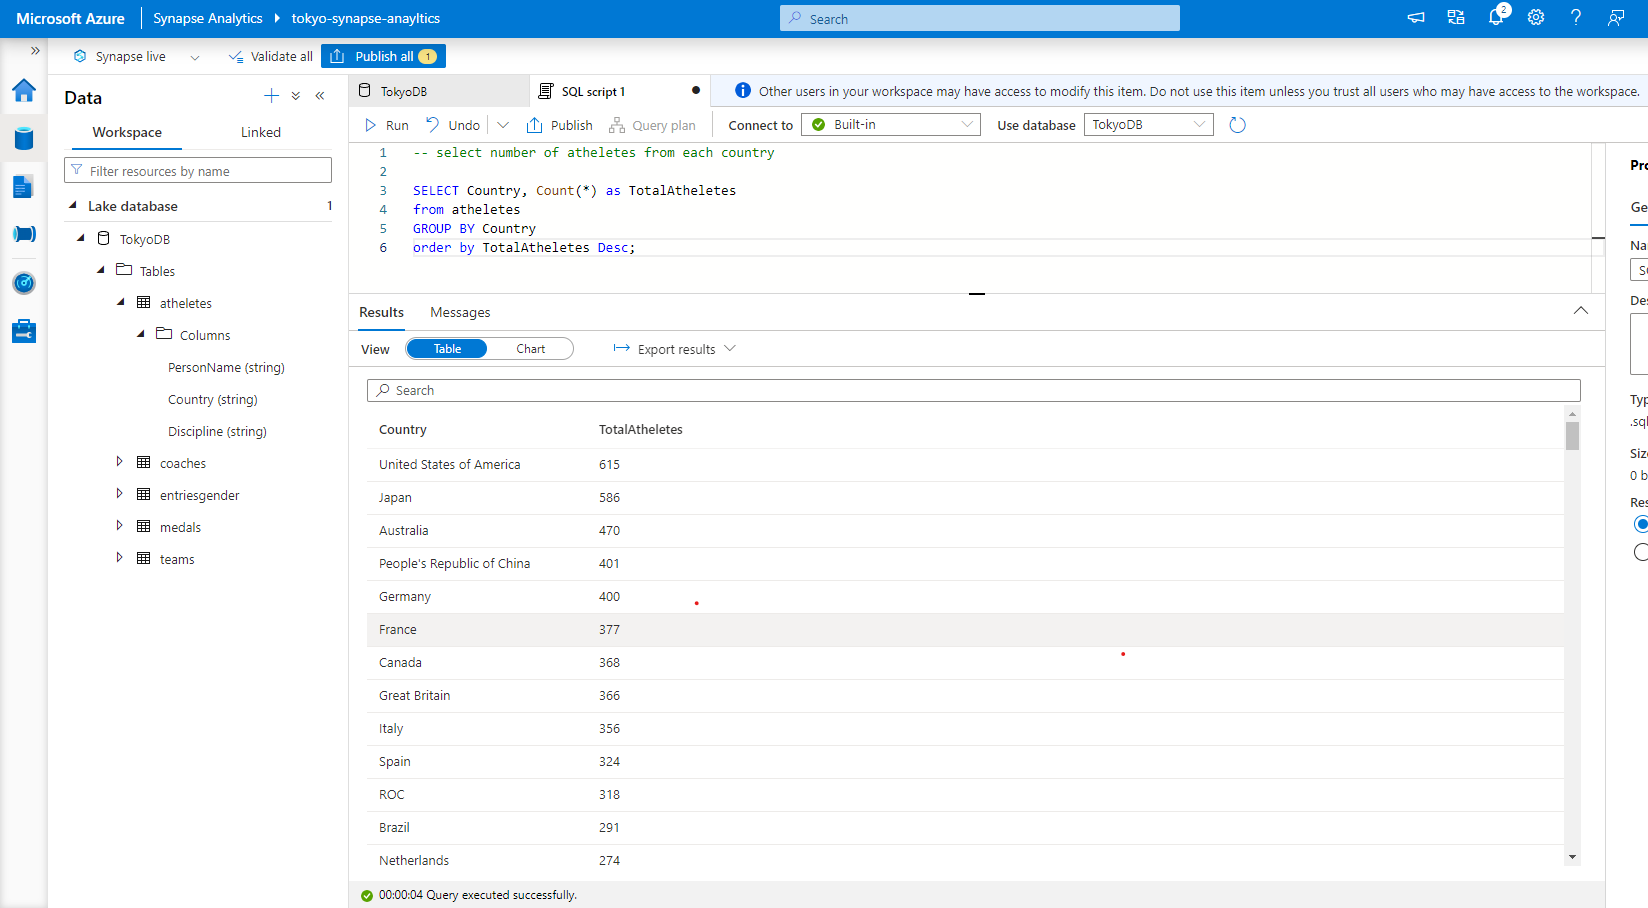 Microsoft Azure
Synapse Analytics
tokyo-synapse-anayltics
Search
2
Synapse live
Validate all
Publish all
1
Data
Workspace
Linked
Filter resources by name
Lake database
1
TokyoDB
Tables
atheletes
Columns
PersonName (string)
Country (string)
Discipline (string)
coaches
entriesgender
medals
teams
TokyoDB
SQL script 1
Other users in your workspace may have access to modify this item. Do not use this item unless you trust all users who may have access to the workspace.
Run
Undo
Publish
Query plan
Connect to
Built-in
Use database
TokyoDB
1 -- select number of atheletes from each country
2
3 SELECT Country, Count(*) as TotalAtheletes
4 from atheletes
5 GROUP BY Country
6 order by TotalAtheletes Desc;
Results
Messages
View
Table
Chart
Export results
Search
Country TotalAtheletes
United States of America 615
Japan 586
Australia 470
People's Republic of China 401
Germany 400
France 377
Canada 368
Great Britain 366
Italy 356
Spain 324
ROC 318
Brazil 291
Netherlands 274
00:00:04 Query executed successfully.
.sql
0 b